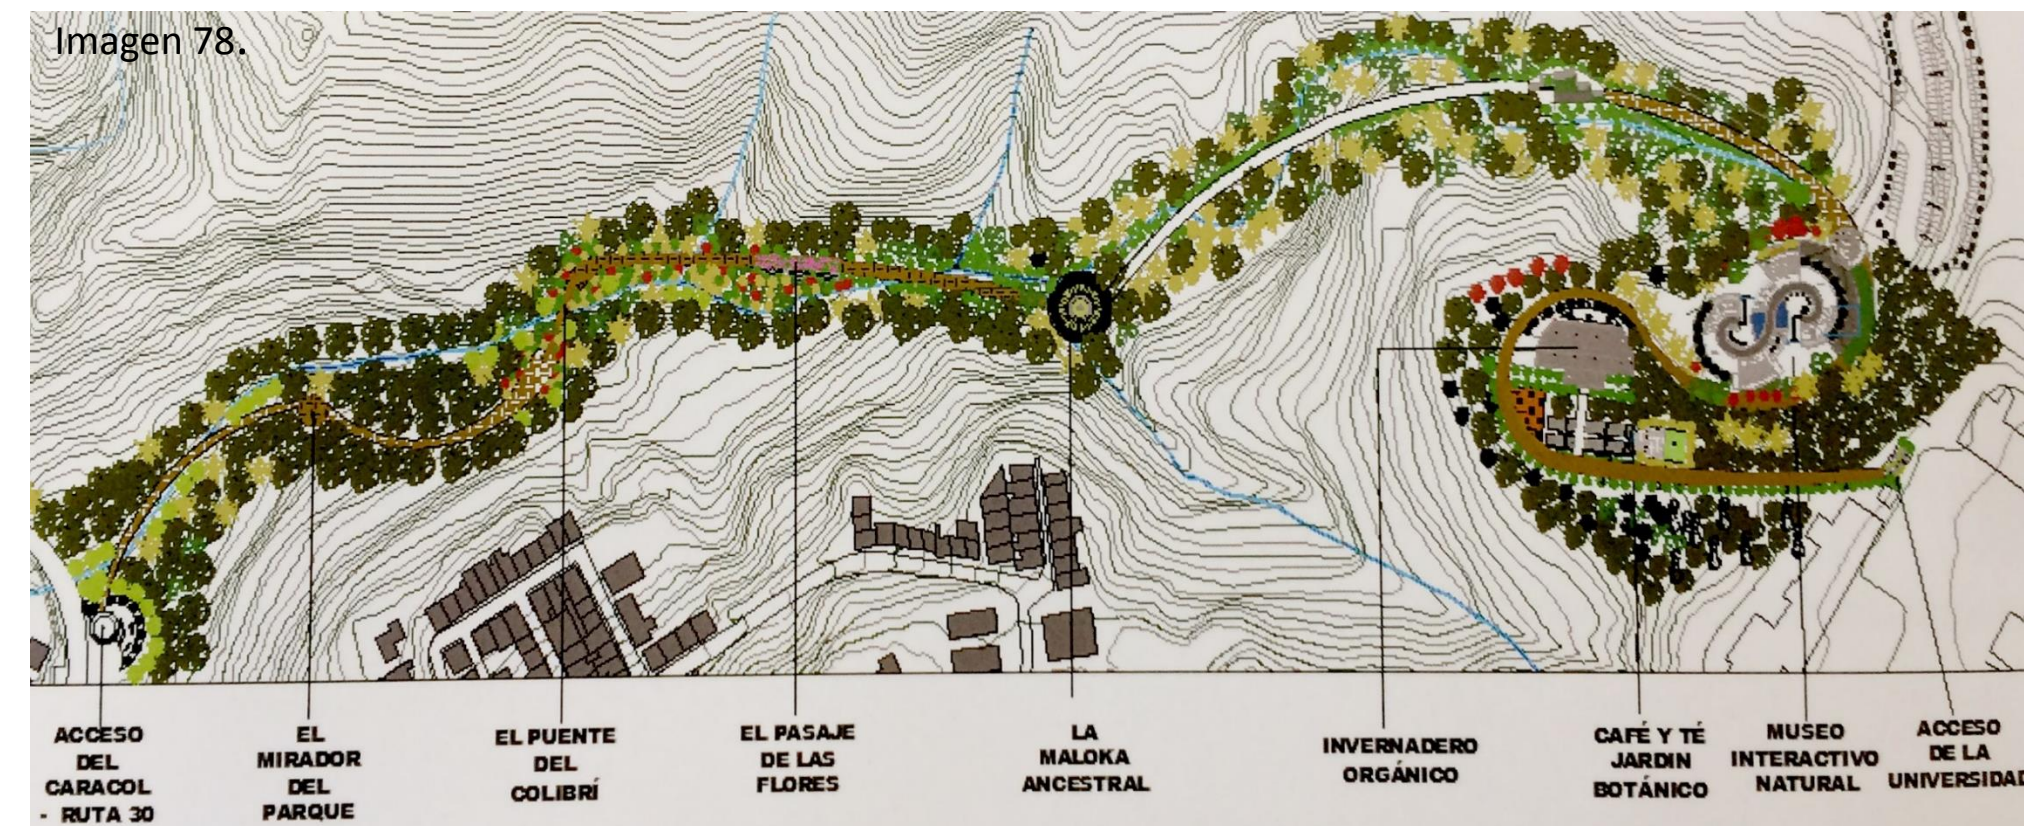 Imagen 78.
ACCESO
DEL
CARACOL
- RUTA 30
EL
MIRADOR
DEL
PARQUE
EL PUENTE
DEL
COLIBRÍ
EL PASAJE
DE LAS
FLORES
LA
MALOKA
ANCESTRAL
INVERNADERO
ORGÁNICO
CAFÉ Y TÉ
JARDIN
BOTÁNICO
MUSEO
INTERACTIVO
NATURAL
ACCESO
DE LA
UNIVERSIDAD